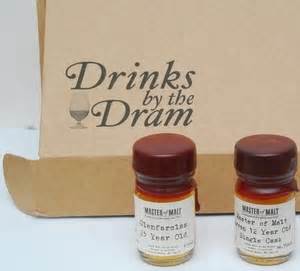 Drinks
by the
Dram
MASTER of MALT
Glenfarclas
Year Old
MASTER of MALT
Master of Malt
12 Year Old
Single Cask